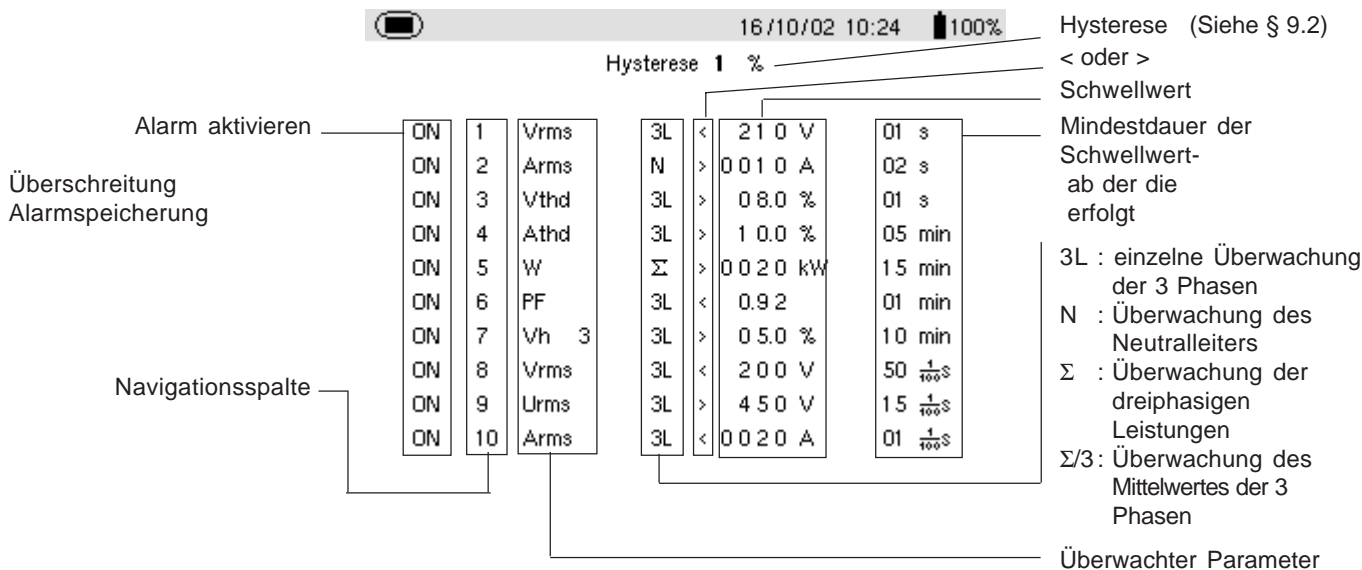 16/10/02 10:24 100%
Hysterese 1 %
Hysterese (Siehe § 9.2)
< oder >
Schwellwert
Mindestdauer der
Schwellwert-
ab der die
erfolgt
Alarm aktivieren
Überschreitung
Alarmspeicherung
Navigationsspalte
ON 1 Vrms 3L < 210 V 01 s
ON 2 Arms N > 0010 A 02 s
ON 3 Vthd 3L > 08.0 % 01 s
ON 4 Athd 3L > 10.0 % 05 min
ON 5 W Σ > 0020 kW 15 min
ON 6 PF 3L < 0.92 01 min
ON 7 Vh 3 3L > 05.0 % 10 min
ON 8 Vrms 3L < 200 V 50 1/100 s
ON 9 Urms 3L > 450 V 15 1/100 s
ON 10 Arms 3L < 0020 A 01 1/100 s
3L : einzelne Überwachung
der 3 Phasen
N : Überwachung des
Neutralleiters
Σ : Überwachung der
dreiphasigen
Leistungen
Σ/3 : Überwachung des
Mittelwertes der 3
Phasen
Überwachter Parameter